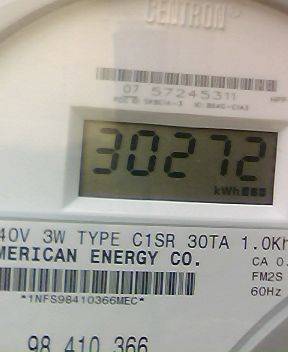 CENTRON®
07 57245311
30272
kWh
40V 3W TYPE C1SR 30TA 1.0Kh
MERICAN ENERGY CO.
CA 0.
FM2S
60Hz
*1NFS98410366MEC*
98 410 366